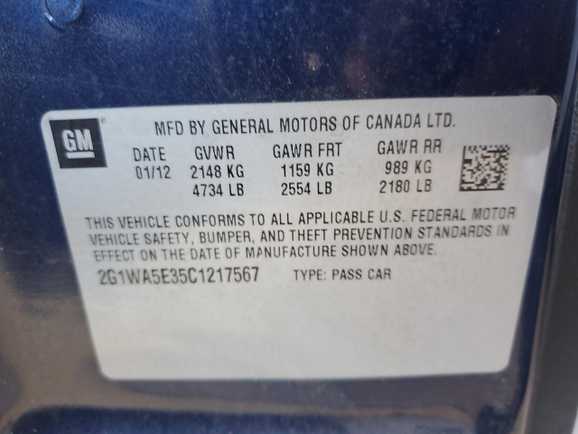 GM
MFD BY GENERAL MOTORS OF CANADA LTD.
DATE GVWR GAWR FRT GAWR RR
01/12 2148 KG 1159 KG 989 KG
4734 LB 2554 LB 2180 LB
THIS VEHICLE CONFORMS TO ALL APPLICABLE U.S. FEDERAL MOTOR
VEHICLE SAFETY, BUMPER, AND THEFT PREVENTION STANDARDS IN
EFFECT ON THE DATE OF MANUFACTURE SHOWN ABOVE.
2G1WA5E35C1217567 TYPE: PASS CAR